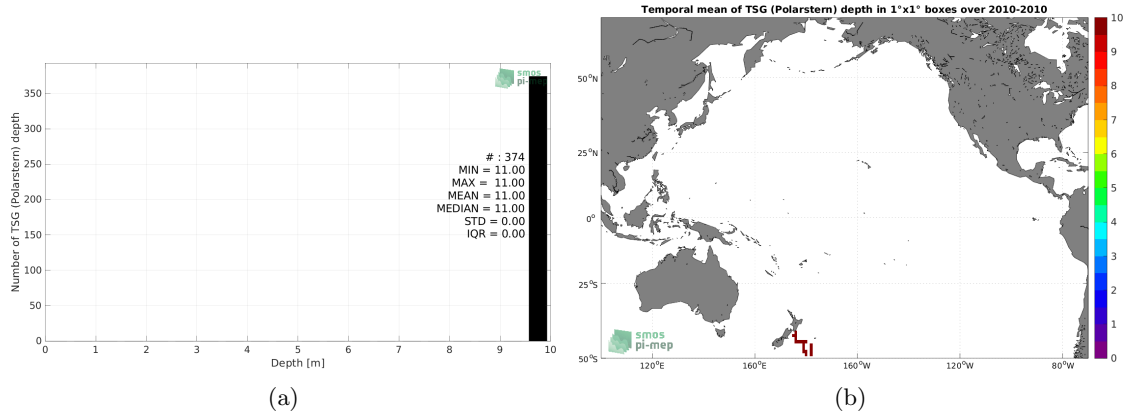 smos
pi-mep
350
300
250
200
150
100
50
0
Number of TSG (Polarstern) depth
# : 374
MIN = 11.00
MAX = 11.00
MEAN = 11.00
MEDIAN = 11.00
STD = 0.00
IQR = 0.00
0 1 2 3 4 5 6 7 8 9 10
Depth [m]
(a)
Temporal mean of TSG (Polarstern) depth in 1°x1° boxes over 2010-2010
50°N
25°N
0°
25°S
50°S
120°E 160°E 160°W 120°W 80°W
smos
pi-mep
10
9
8
7
6
5
4
3
2
1
0
(b)